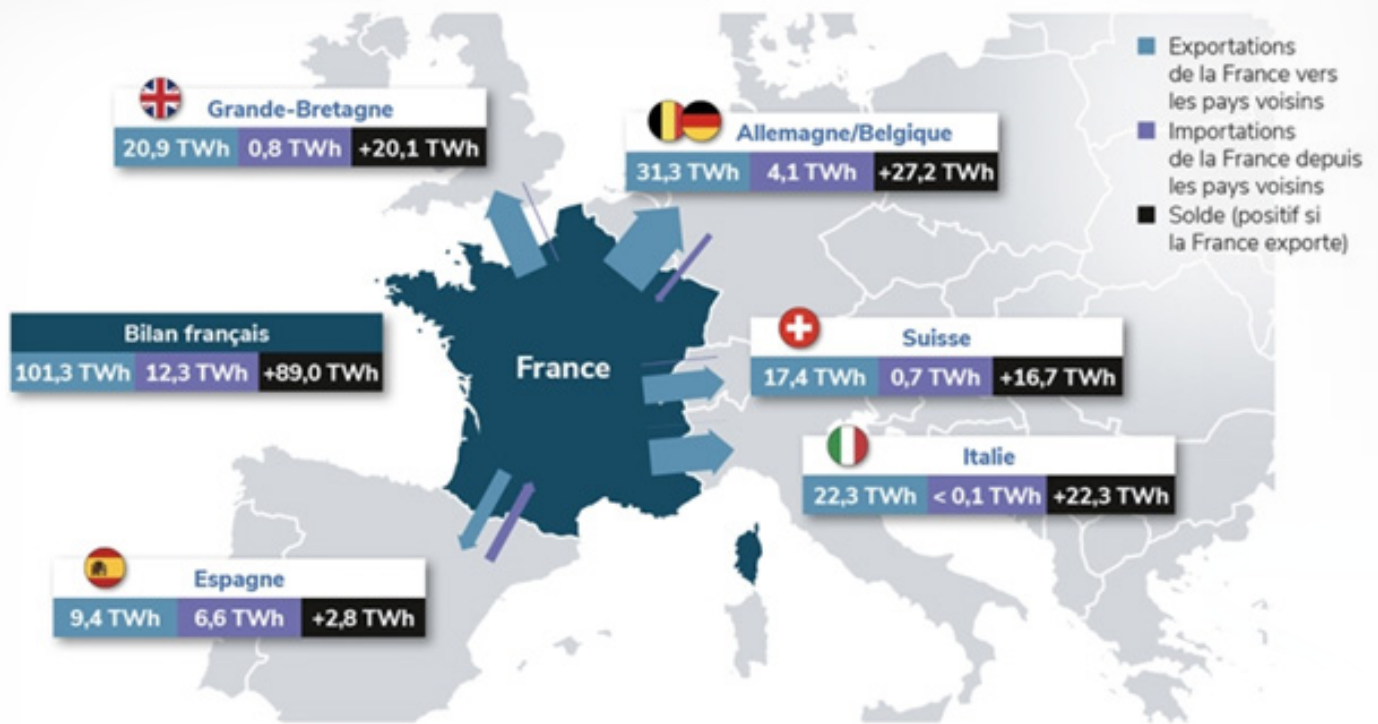 Grande-Bretagne
20,9 TWh 0,8 TWh +20,1 TWh
Allemagne/Belgique
31,3 TWh 4,1 TWh +27,2 TWh
Exportations
de la France vers
les pays voisins
Importations
de la France depuis
les pays voisins
Solde (positif si
la France exporte)
Bilan français
101,3 TWh 12,3 TWh +89,0 TWh
France
Suisse
17,4 TWh 0,7 TWh +16,7 TWh
Italie
22,3 TWh < 0,1 TWh +22,3 TWh
Espagne
9,4 TWh 6,6 TWh +2,8 TWh